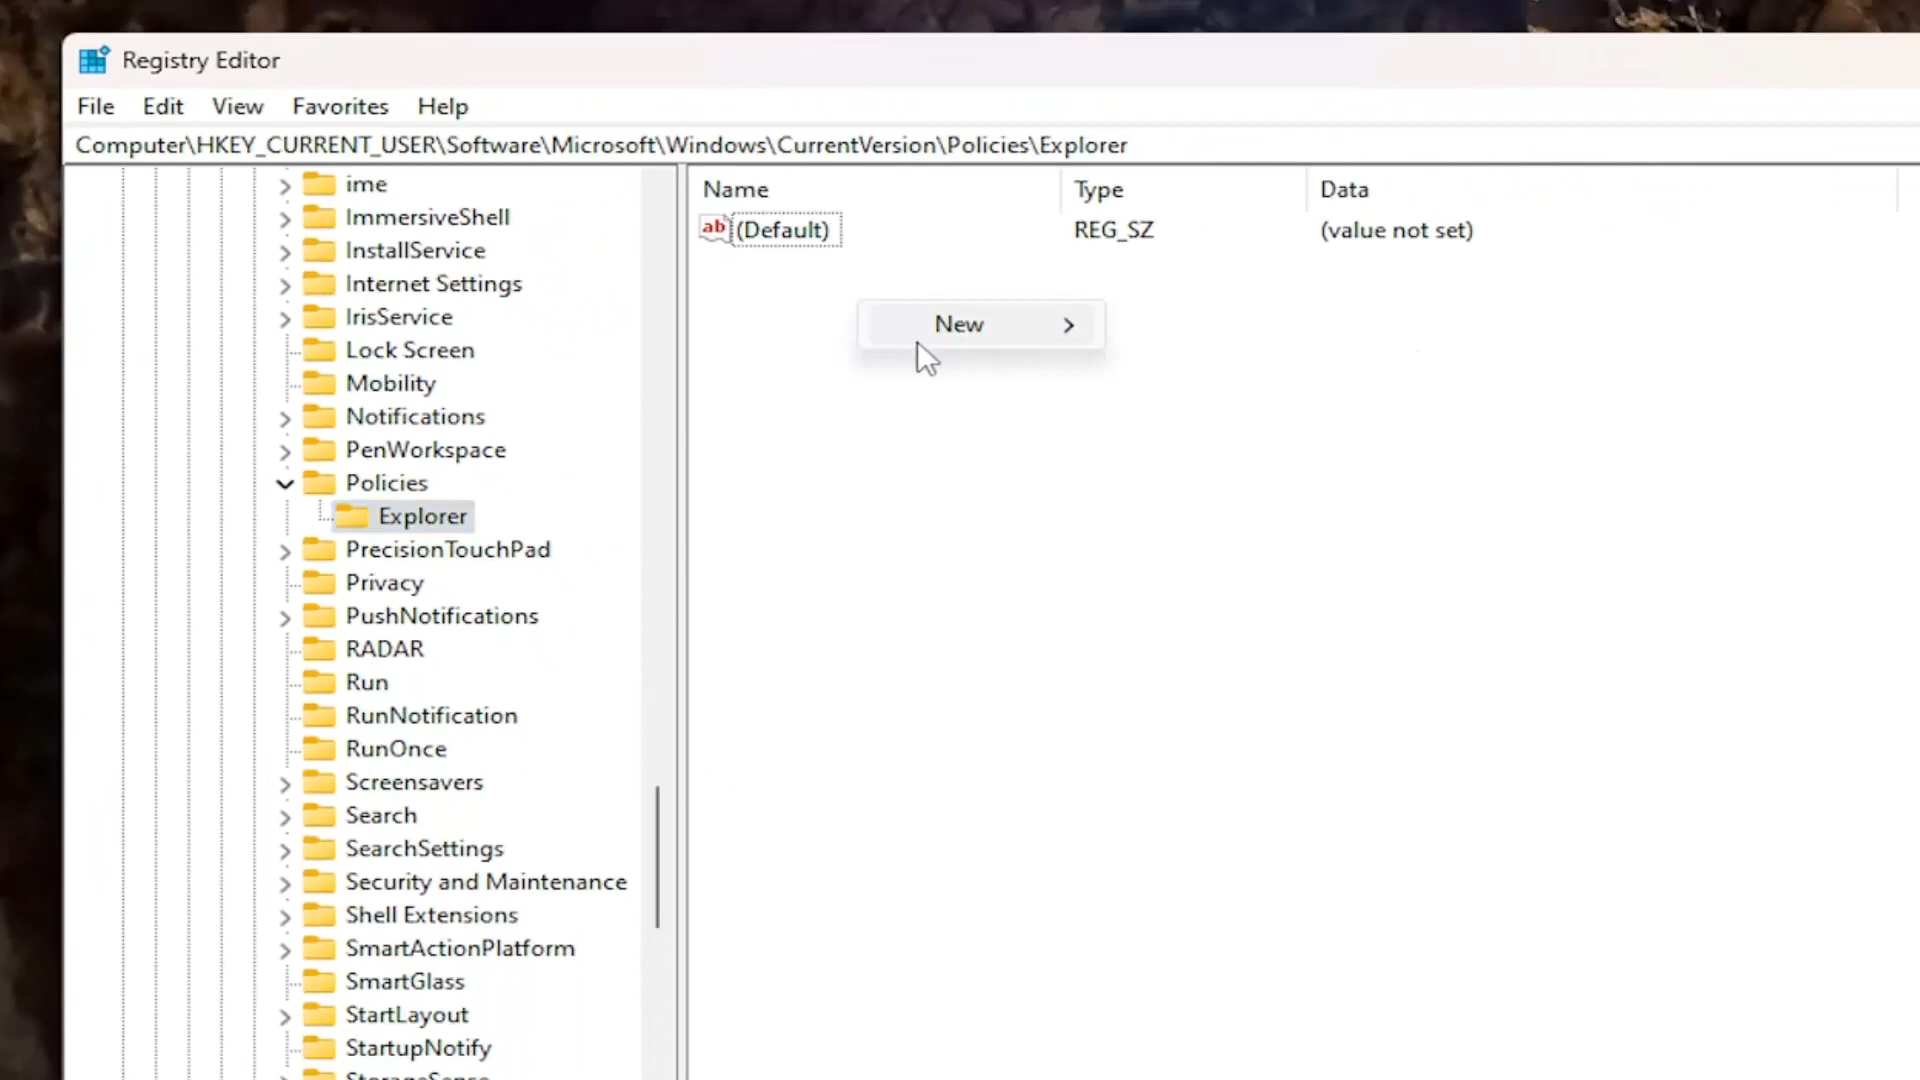 Registry Editor
File Edit View Favorites Help
Computer\HKEY_CURRENT_USER\Software\Microsoft\Windows\CurrentVersion\Policies\Explorer
ime
ImmersiveShell
InstallService
Internet Settings
IrisService
Lock Screen
Mobility
Notifications
PenWorkspace
Policies
Explorer
PrecisionTouchPad
Privacy
PushNotifications
RADAR
Run
RunNotification
RunOnce
Screensavers
Search
SearchSettings
Security and Maintenance
Shell Extensions
SmartActionPlatform
SmartGlass
StartLayout
StartupNotify
Name Type Data
ab (Default) REG_SZ (value not set)
New